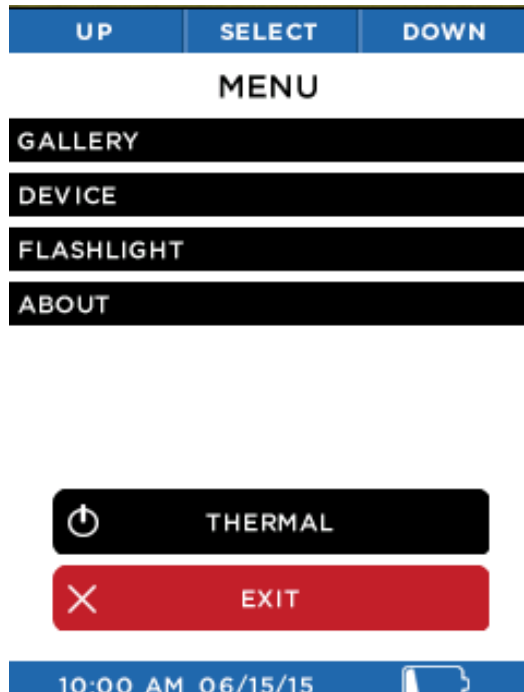 UP SELECT DOWN
MENU
GALLERY
DEVICE
FLASHLIGHT
ABOUT
THERMAL
EXIT
10:00 AM 06/15/15